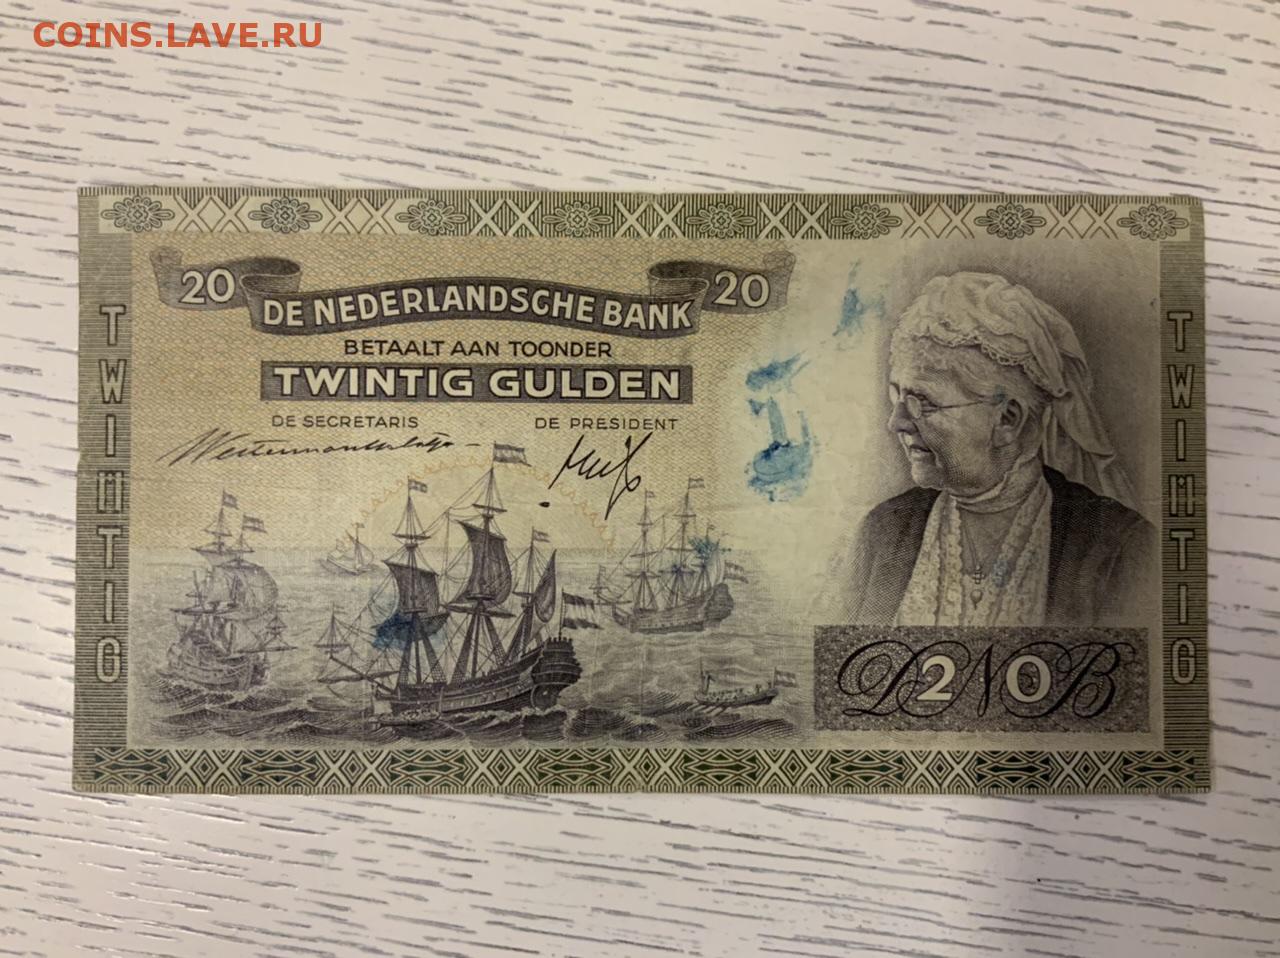 COINS.LAVE.RU
20 DE NEDERLANDSCHE BANK 20
BETAALT AAN TOONDER
TWINTIG GULDEN
DE SECRETARIS DE PRESIDENT
TWINTIG
TWINTIG
DNB
20